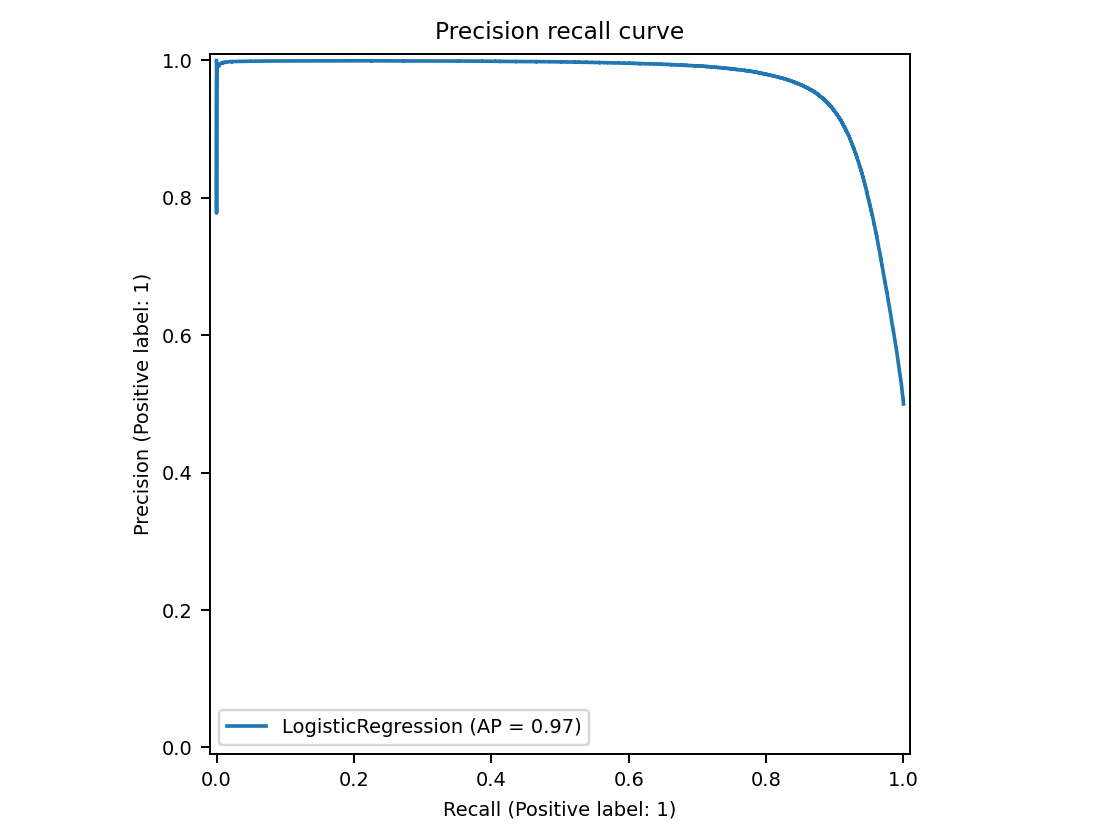 Precision recall curve
1.0
0.8
0.6
0.4
0.2
0.0
Precision (Positive label: 1)
LogisticRegression (AP = 0.97)
0.0 0.2 0.4 0.6 0.8 1.0
Recall (Positive label: 1)